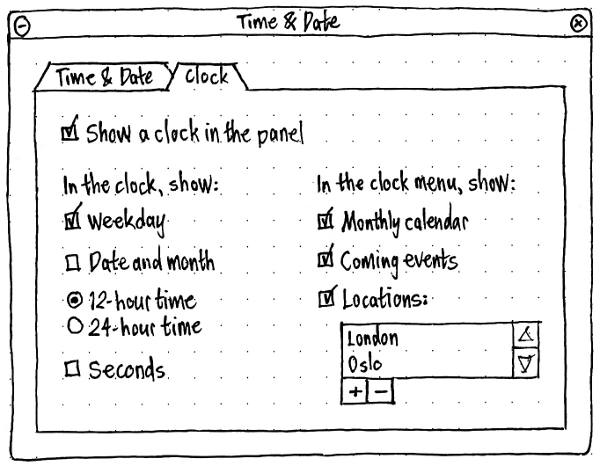 Time & Date
Time & Date
Clock
Show a clock in the panel
In the clock, show:
Weekday
Date and month
12-hour time
24-hour time
Seconds
In the clock menu, show:
Monthly calendar
Coming events
Locations:
London
Oslo
+ −